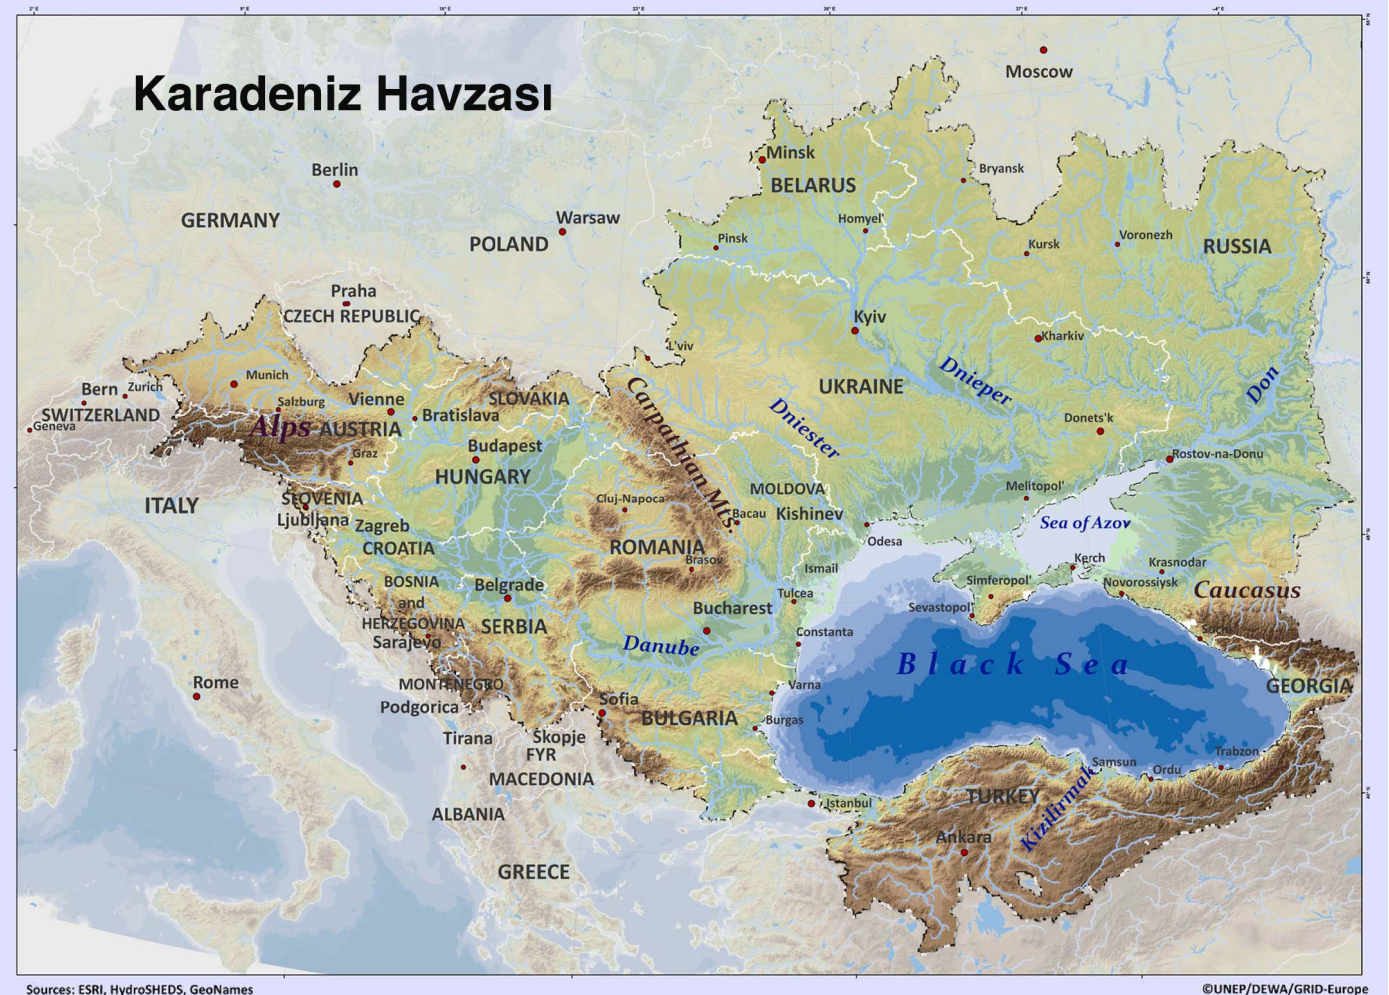 Karadeniz Havzası
Moscow
Minsk
BELARUS
Bryansk
Berlin
GERMANY
Warsaw
POLAND
Homyel'
Pinsk
Kursk
Voronezh
RUSSIA
Praha
CZECH REPUBLIC
Kyiv
L'viv
Kharkiv
UKRAINE
Dnieper
Don
Dniester
Donets'k
Rostov-na-Donu
Bern
Zurich
SWITZERLAND
Geneva
Munich
Salzburg
Alps
AUSTRIA
Graz
Vienne
Bratislava
SLOVAKIA
Budapest
HUNGARY
Carpathian Mts.
ITALY
SLOVENIA
Ljubljana
Zagreb
CROATIA
Cluj-Napoca
Bacau
ROMANIA
Brasov
MOLDOVA
Kishinev
Melitopol'
Sea of Azov
Odesa
Ismail
Kerch
Krasnodar
Simferopol'
Novorossiysk
Caucasus
BOSNIA
and
HERZEGOVINA
Sarajevo
Belgrade
SERBIA
Bucharest
Tulcea
Constanta
Sevastopol'
Sochi
Danube
Black Sea
GEORGIA
Rome
MONTENEGRO
Podgorica
Sofia
BULGARIA
Varna
Burgas
Tirana
Skopje
FYR
MACEDONIA
ALBANIA
GREECE
Istanbul
TURKEY
Ankara
Kizilirmak
Samsun
Ordu
Trabzon
Sources: ESRI, HydroSHEDS, GeoNames
©UNEP/DEWA/GRID-Europe